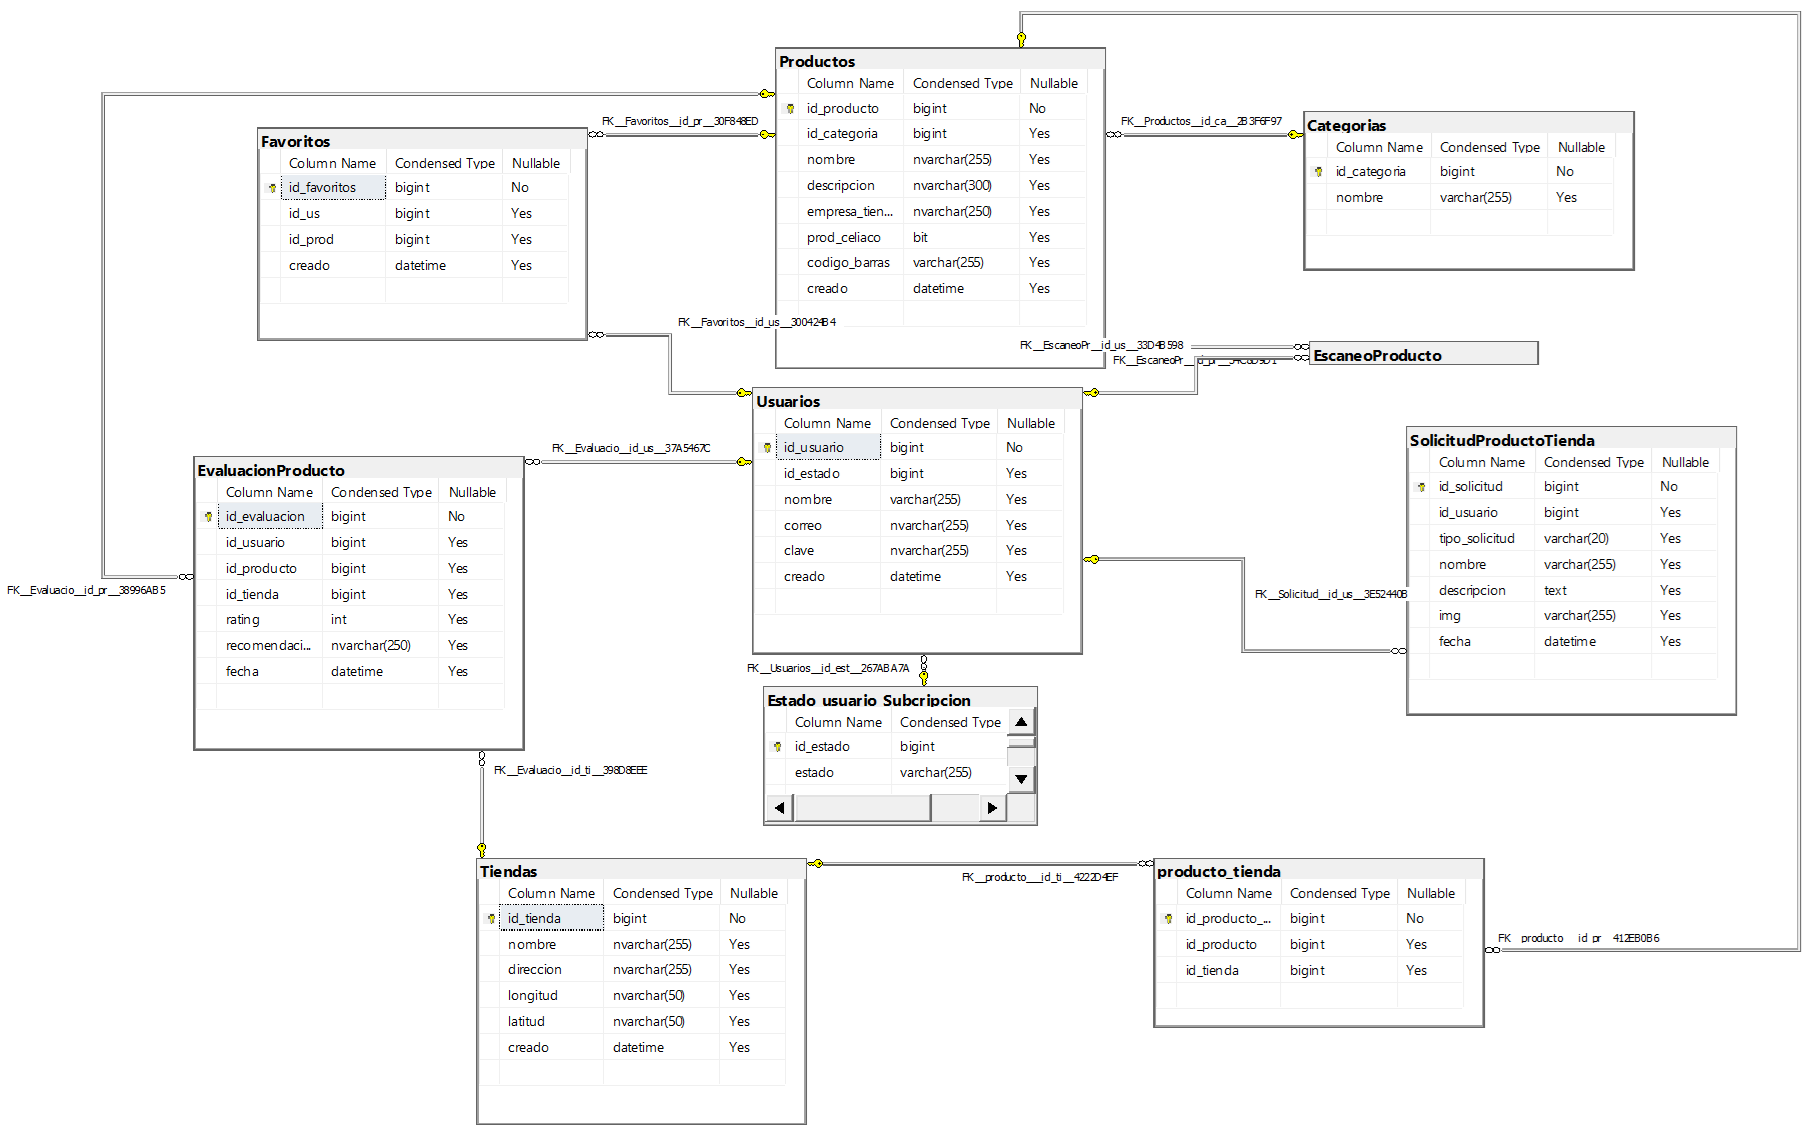 Productos
Column Name Condensed Type Nullable
id_producto bigint No
id_categoria bigint Yes
nombre nvarchar(255) Yes
descripcion nvarchar(300) Yes
empresa_tien... nvarchar(250) Yes
prod_celiaco bit Yes
codigo_barras varchar(255) Yes
creado datetime Yes
FK__Favoritos__id_pr__30F848ED
FK__Productos__id_ca__2B3F6F97
Categorias
Column Name Condensed Type Nullable
id_categoria bigint No
nombre varchar(255) Yes
Favoritos
Column Name Condensed Type Nullable
id_favoritos bigint No
id_us bigint Yes
id_prod bigint Yes
creado datetime Yes
FK__Favoritos__id_us__300424B4
FK__EscaneoPr__id_us__33D4B598
EscaneoProducto
Usuarios
Column Name Condensed Type Nullable
id_usuario bigint No
id_estado bigint Yes
nombre varchar(255) Yes
correo nvarchar(255) Yes
clave nvarchar(255) Yes
creado datetime Yes
FK__Evaluacio__id_us__37A5467C
SolicitudProductoTienda
Column Name Condensed Type Nullable
id_solicitud bigint No
id_usuario bigint Yes
tipo_solicitud varchar(20) Yes
nombre varchar(255) Yes
descripcion text Yes
img varchar(255) Yes
fecha datetime Yes
FK__Solicitud__id_us__3E52440B
EvaluacionProducto
Column Name Condensed Type Nullable
id_evaluacion bigint No
id_usuario bigint Yes
id_producto bigint Yes
id_tienda bigint Yes
rating int Yes
recomendaci... nvarchar(250) Yes
fecha datetime Yes
FK__Evaluacio__id_pr__38996AB5
FK__Usuarios__id_est__267ABA7A
Estado_usuario_Subcripcion
Column Name Condensed Type
id_estado bigint
estado varchar(255)
FK__Evaluacio__id_ti__398D8EEE
Tiendas
Column Name Condensed Type Nullable
id_tienda bigint No
nombre nvarchar(255) Yes
direccion nvarchar(255) Yes
longitud nvarchar(50) Yes
latitud nvarchar(50) Yes
creado datetime Yes
FK__producto___id_ti__4222D4EF
producto_tienda
Column Name Condensed Type Nullable
id_producto_... bigint No
id_producto bigint Yes
id_tienda bigint Yes
FK__producto___id_pr__412EB0B6